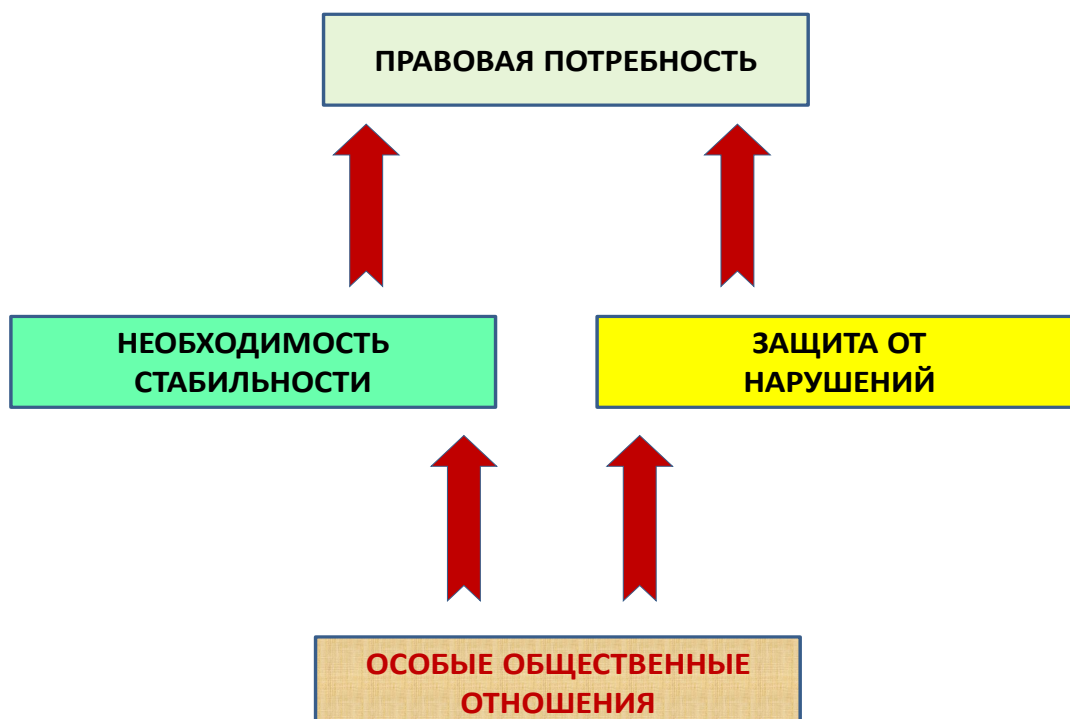 ПРАВОВАЯ ПОТРЕБНОСТЬ
НЕОБХОДИМОСТЬ
СТАБИЛЬНОСТИ
ЗАЩИТА ОТ
НАРУШЕНИЙ
ОСОБЫЕ ОБЩЕСТВЕННЫЕ
ОТНОШЕНИЯ